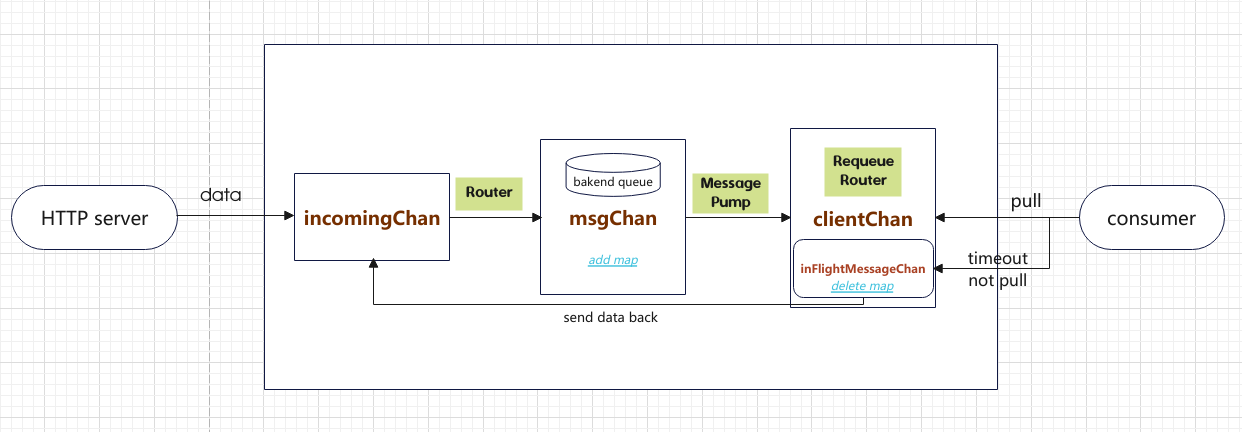 HTTP server
data
incomingChan
Router
bakend queue
msgChan
add map
Message
Pump
Requeue
Router
clientChan
inFlightMessageChan
delete map
send data back
pull
timeout
not pull
consumer